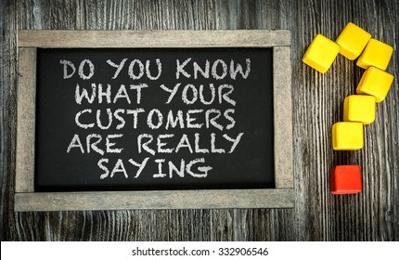 DO YOU KNOW
WHAT YOUR
CUSTOMERS
ARE REALLY
SAYING
shutterstock.com · 332906546